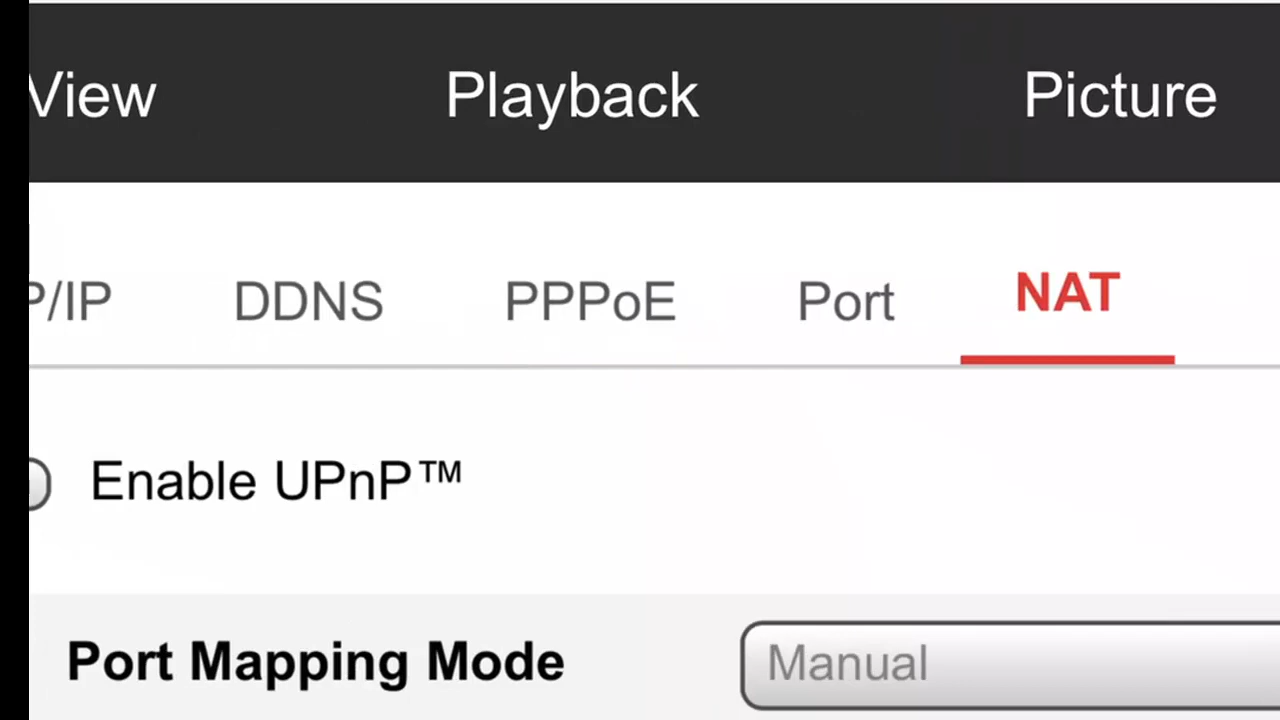 View Playback Picture
P/IP DDNS PPPoE Port NAT
Enable UPnP™
Port Mapping Mode Manual